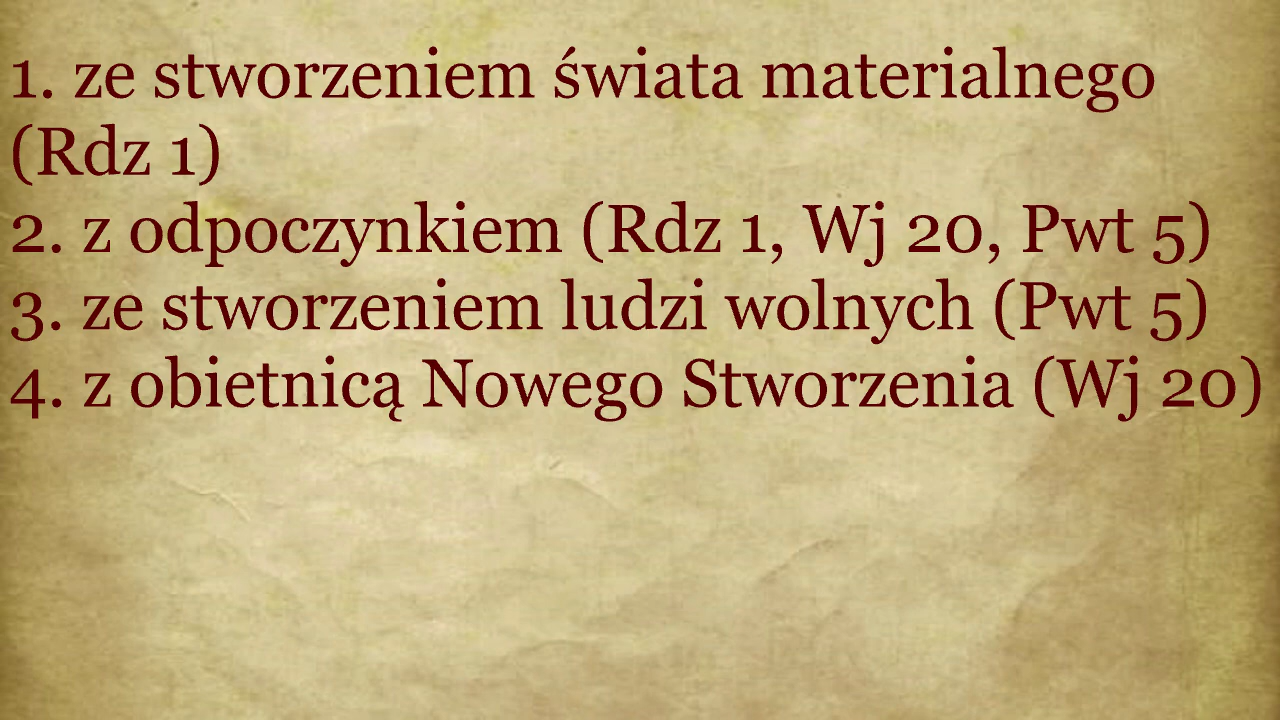 1. ze stworzeniem świata materialnego
(Rdz 1)
2. z odpoczynkiem (Rdz 1, Wj 20, Pwt 5)
3. ze stworzeniem ludzi wolnych (Pwt 5)
4. z obietnicą Nowego Stworzenia (Wj 20)